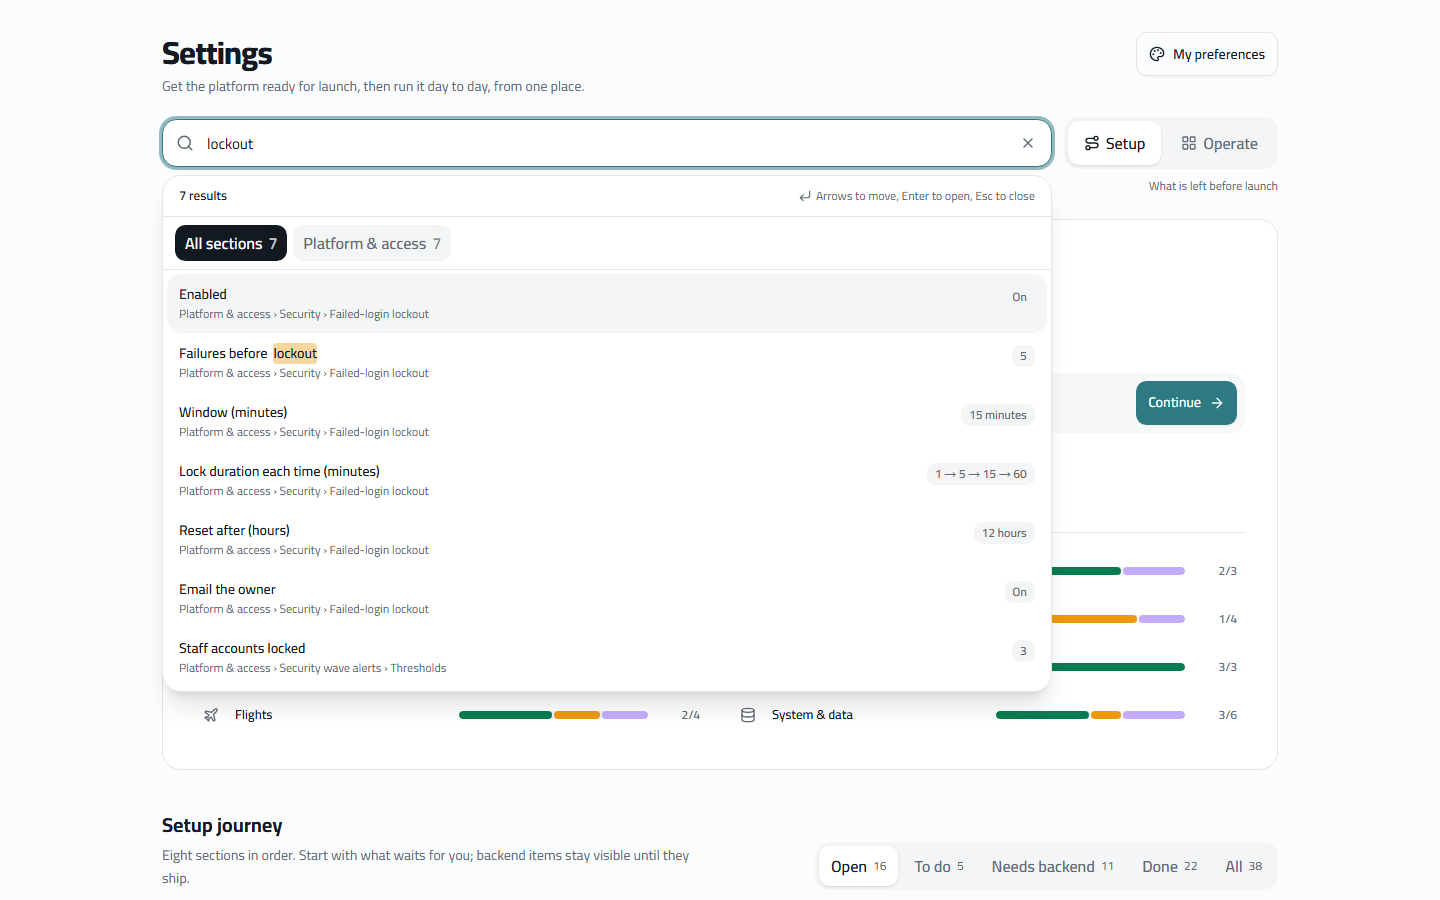 Settings
My preferences
Get the platform ready for launch, then run it day to day, from one place.
lockout
Setup
Operate
What is left before launch
7 results
Arrows to move, Enter to open, Esc to close
All sections 7
Platform & access 7
Enabled
On
Platform & access › Security › Failed-login lockout
Failures before lockout
5
Platform & access › Security › Failed-login lockout
Window (minutes)
15 minutes
Platform & access › Security › Failed-login lockout
Continue →
Lock duration each time (minutes)
1 → 5 → 15 → 60
Platform & access › Security › Failed-login lockout
Reset after (hours)
12 hours
Platform & access › Security › Failed-login lockout
Email the owner
On
Platform & access › Security › Failed-login lockout
Staff accounts locked
3
Platform & access › Security wave alerts › Thresholds
2/3
1/4
3/3
Flights
2/4
System & data
3/6
Setup journey
Eight sections in order. Start with what waits for you; backend items stay visible until they
ship.
Open 16
To do 5
Needs backend 11
Done 22
All 38